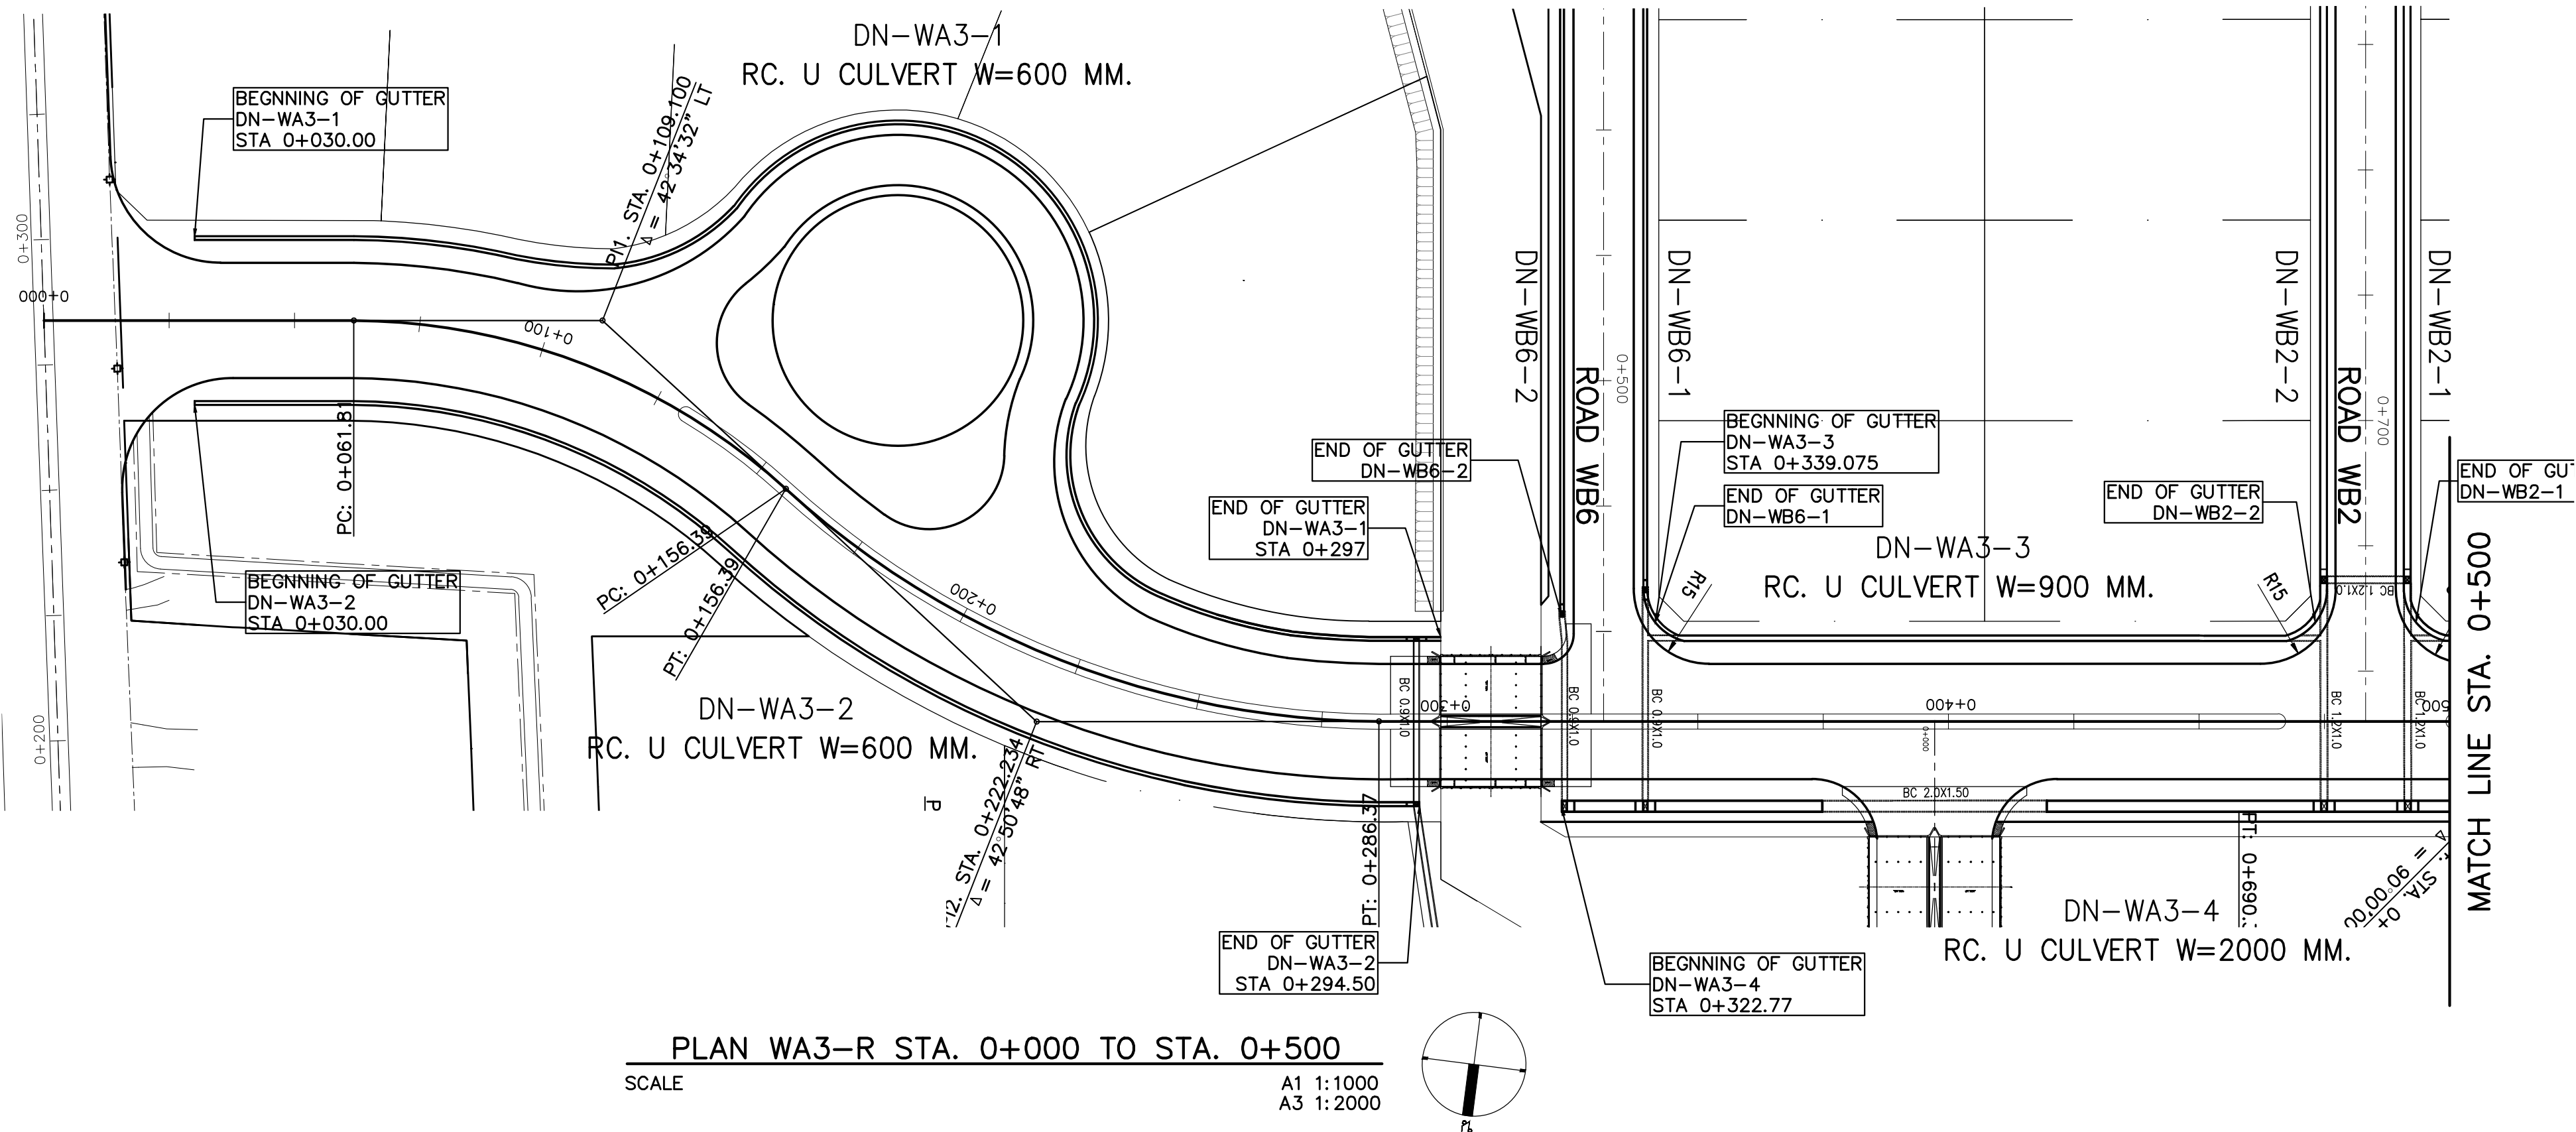 DN-WA3-1
RC. U CULVERT W=600 MM.
BEGNNING OF GUTTER
DN-WA3-1
STA 0+030.00
PI1. STA. 0+109.100
Δ = 42°34'32" LT
0+300
0+000
0+100
PC: 0+061.81
BEGNNING OF GUTTER
DN-WA3-2
STA 0+030.00
PC: 0+156.39
PT: 0+156.39
0+200
0+200
DN-WA3-2
RC. U CULVERT W=600 MM.
P
STA. 0+222.234
Δ = 42°50'48" RT
PT: 0+286.37
END OF GUTTER
DN-WA3-1
STA 0+297
END OF GUTTER
DN-WB6-2
DN-WB6-2
ROAD WB6
0+500
DN-WB6-1
BEGNNING OF GUTTER
DN-WA3-3
STA 0+339.075
END OF GUTTER
DN-WB6-1
R15
DN-WA3-3
RC. U CULVERT W=900 MM.
R15
END OF GUTTER
DN-WB2-2
DN-WB2-2
ROAD WB2
0+700
DN-WB2-1
END OF GU
DN-WB2-1
BC 1.2X1.0
BC 0.9X1.0
0+300
BC 0.9X1.0
BC 0.9X1.0
0+400
0+000
BC 1.2X1.0
BC 1.2X1.0
BC 2.0X1.50
PT: 0+690.
Δ = 90°00'00"
STA. 0+
MATCH LINE STA. 0+500
DN-WA3-4
RC. U CULVERT W=2000 MM.
END OF GUTTER
DN-WA3-2
STA 0+294.50
BEGNNING OF GUTTER
DN-WA3-4
STA 0+322.77
PLAN WA3-R STA. 0+000 TO STA. 0+500
SCALE
A1 1:1000
A3 1:2000